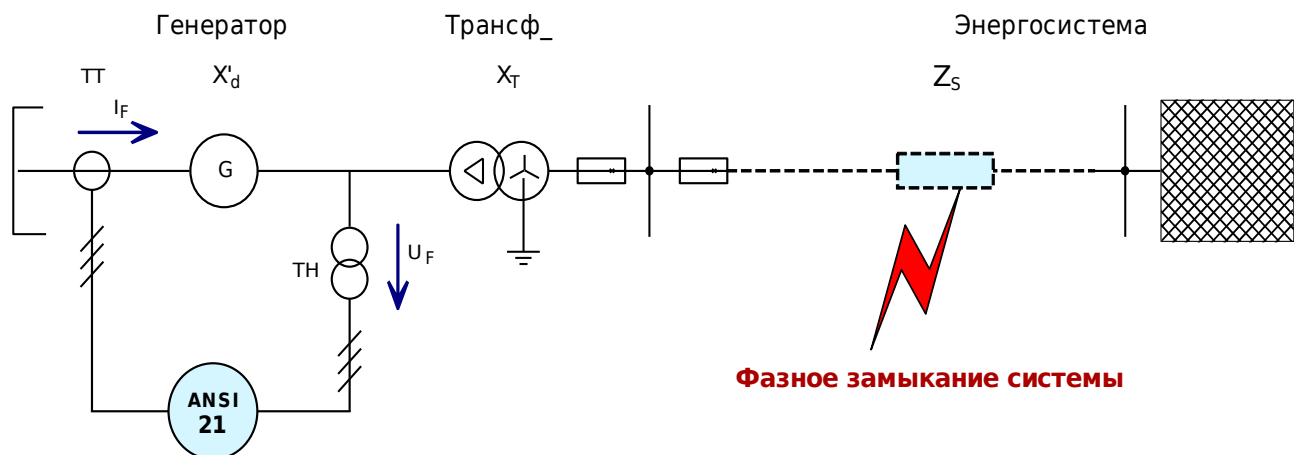 Генератор Трансф_ Энергосистема
ТТ X'd XT ZS
IF
G
ТН
UF
ANSI
21
Фазное замыкание системы